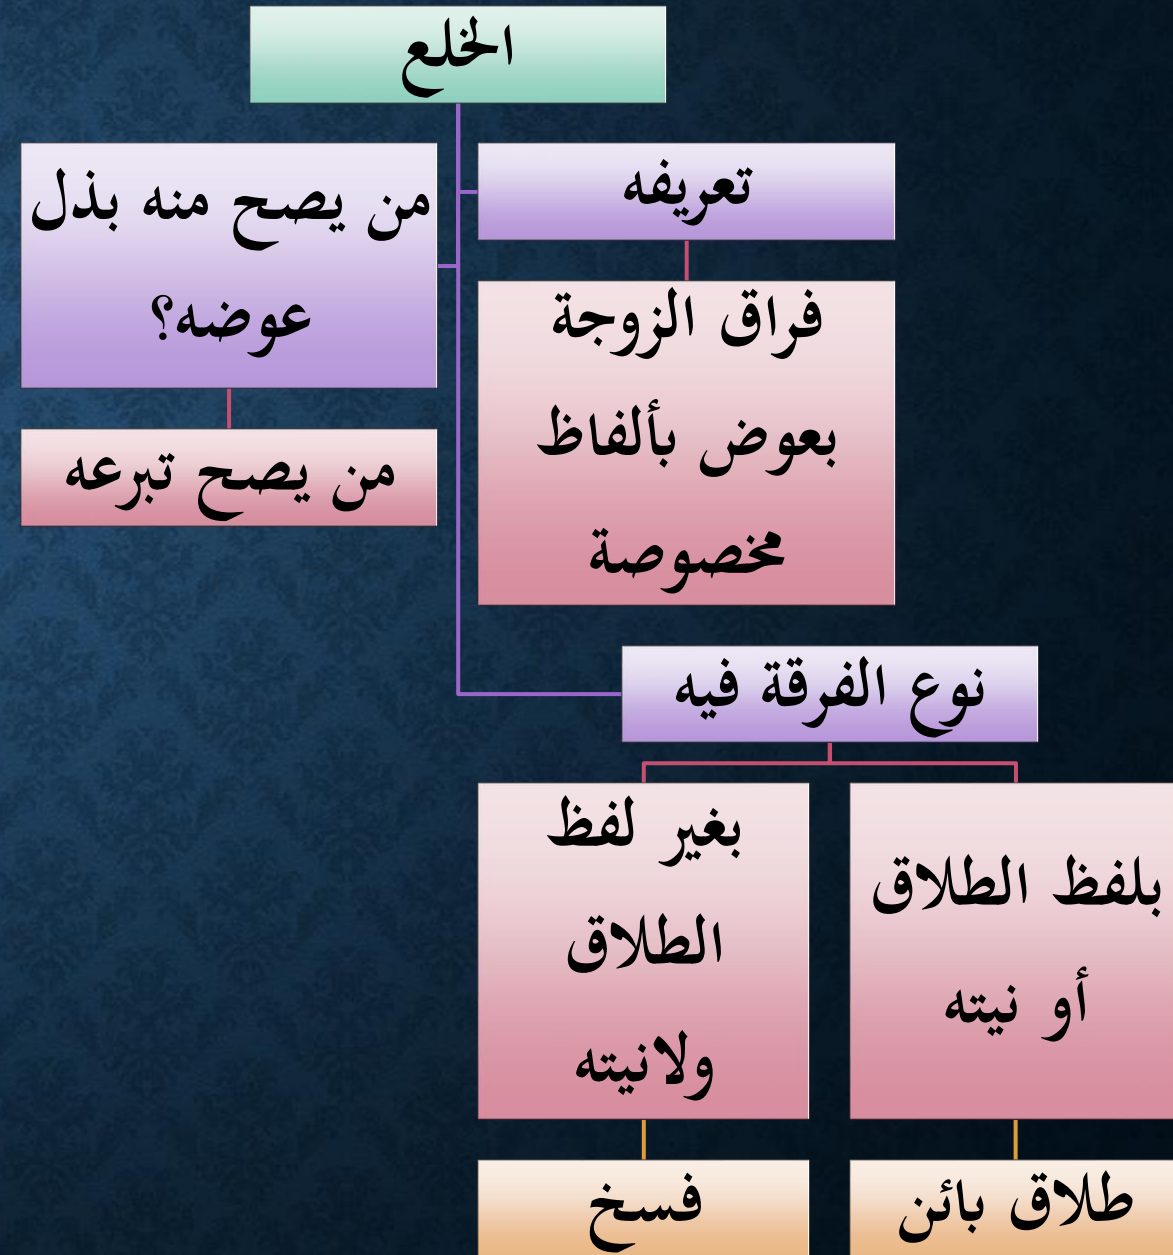 الخلع
تعريفه
فراق الزوجة
بعوض بألفاظ
مخصوصة
من يصح منه بذل
عوضه؟
من يصح تبرعه
نوع الفرقة فيه
بلفظ الطلاق
أو نيته
طلاق بائن
بغير لفظ
الطلاق
ولانيته
فسخ